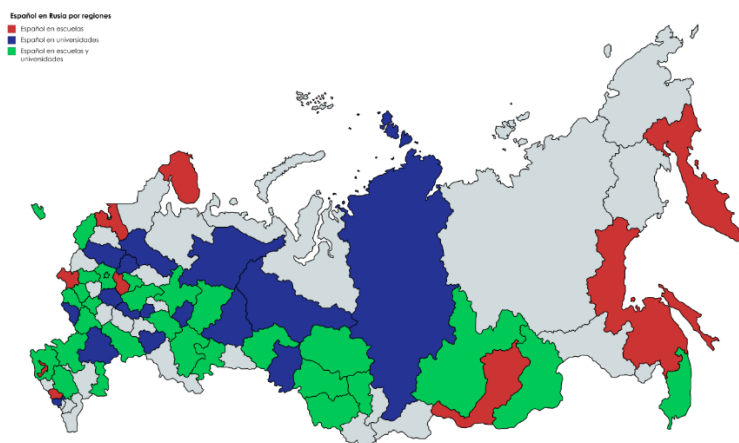 Español en Rusia por regiones
Español en escuelas
Español en universidades
Español en escuelas y
universidades